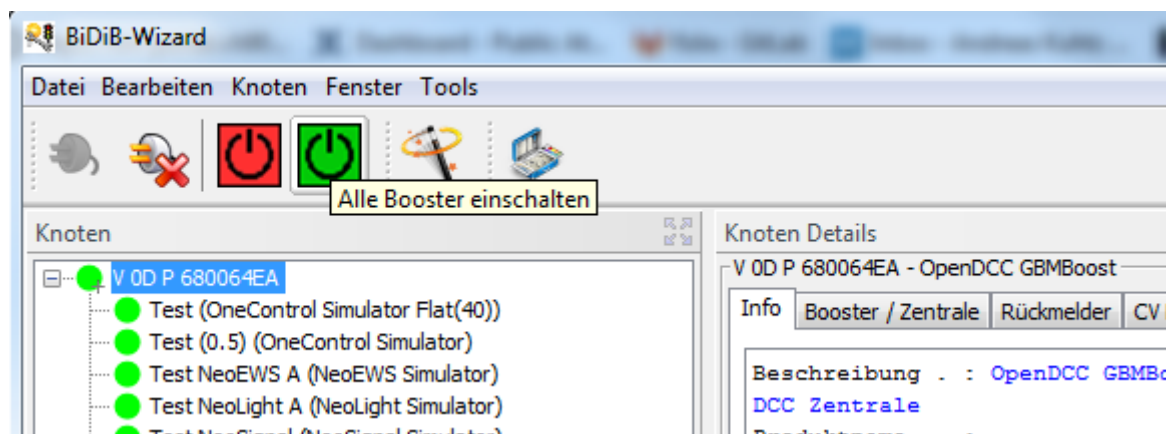 BiDiB-Wizard
Datei Bearbeiten Knoten Fenster Tools
Alle Booster einschalten
Knoten
V 0D P 680064EA
Test (OneControl Simulator Flat(40))
Test (0.5) (OneControl Simulator)
Test NeoEWS A (NeoEWS Simulator)
Test NeoLight A (NeoLight Simulator)
Knoten Details
V 0D P 680064EA - OpenDCC GBMBoost
Info Booster / Zentrale Rückmelder CV
Beschreibung . : OpenDCC GBMBo
DCC Zentrale